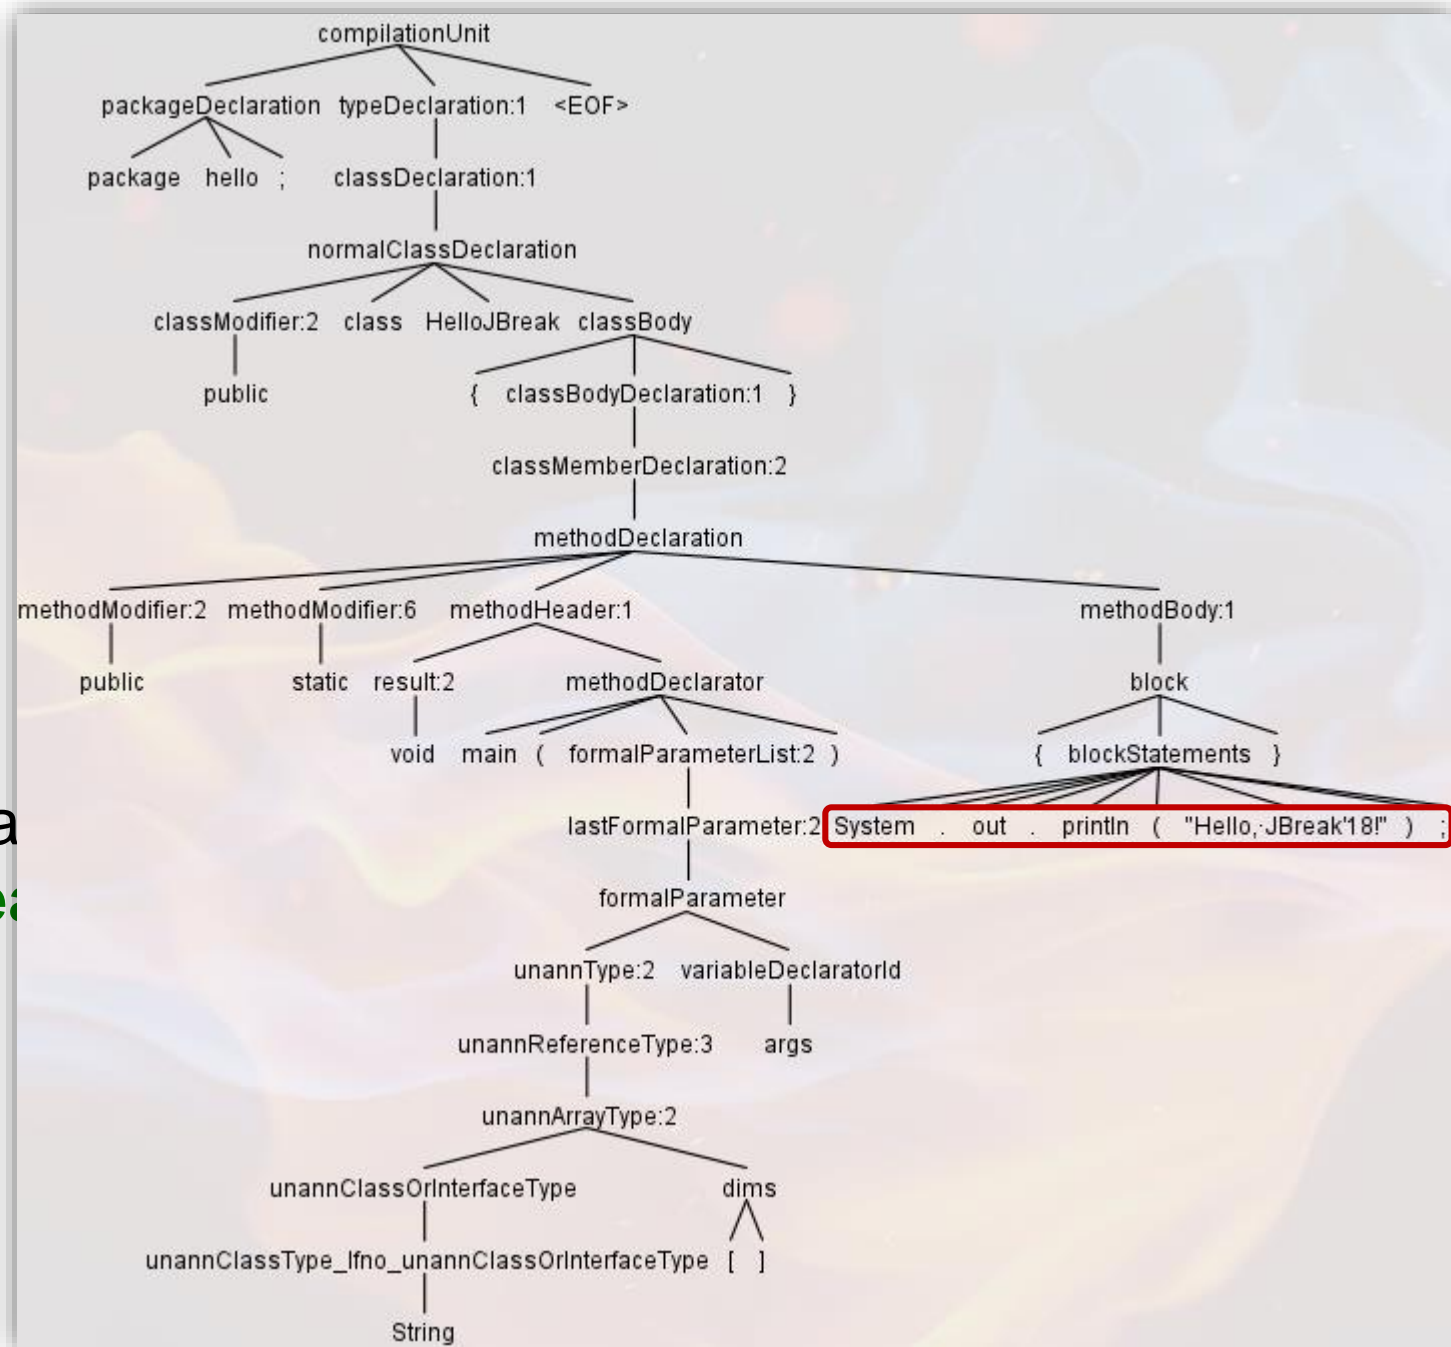 compilationUnit
packageDeclaration typeDeclaration:1 <EOF>
package hello ; classDeclaration:1
normalClassDeclaration
classModifier:2 class HelloJBreak classBody
public { classBodyDeclaration:1 }
classMemberDeclaration:2
methodDeclaration
methodModifier:2 methodModifier:6 methodHeader:1 methodBody:1
public static result:2 methodDeclarator block
void main ( formalParameterList:2 ) { blockStatements }
lastFormalParameter:2 System . out . println ( "Hello,·JBreak'18!" ) ;
formalParameter
unannType:2 variableDeclaratorId
unannReferenceType:3 args
unannArrayType:2
unannClassOrInterfaceType dims
unannClassType_lfno_unannClassOrInterfaceType [ ]
String